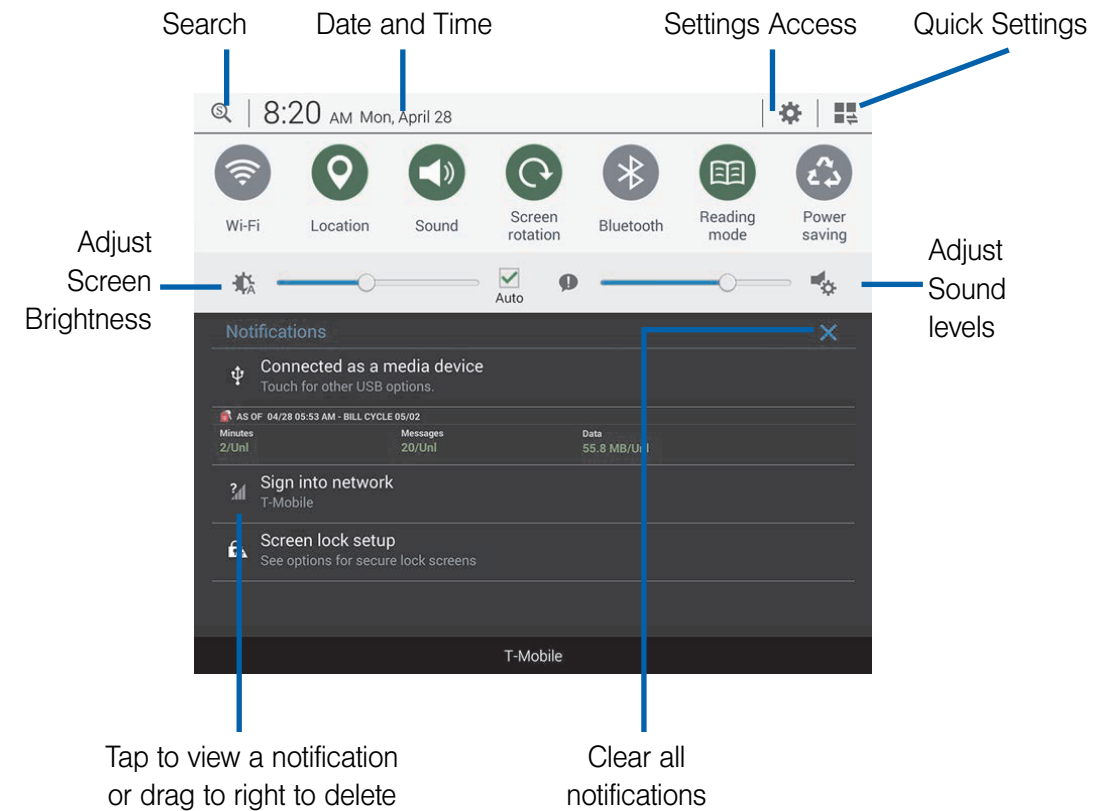 Search
Date and Time
Settings Access
Quick Settings
8:20 AM Mon, April 28
Wi-Fi
Location
Sound
Screen
rotation
Bluetooth
Reading
mode
Power
saving
Adjust
Screen
Brightness
Auto
Adjust
Sound
levels
Notifications
Connected as a media device
Touch for other USB options.
AS OF 04/28 05:53 AM - BILL CYCLE 05/02
Minutes
2/Unl
Messages
20/Unl
Data
55.8 MB/Unl
Sign into network
T-Mobile
Screen lock setup
See options for secure lock screens
T-Mobile
Tap to view a notification
or drag to right to delete
Clear all
notifications